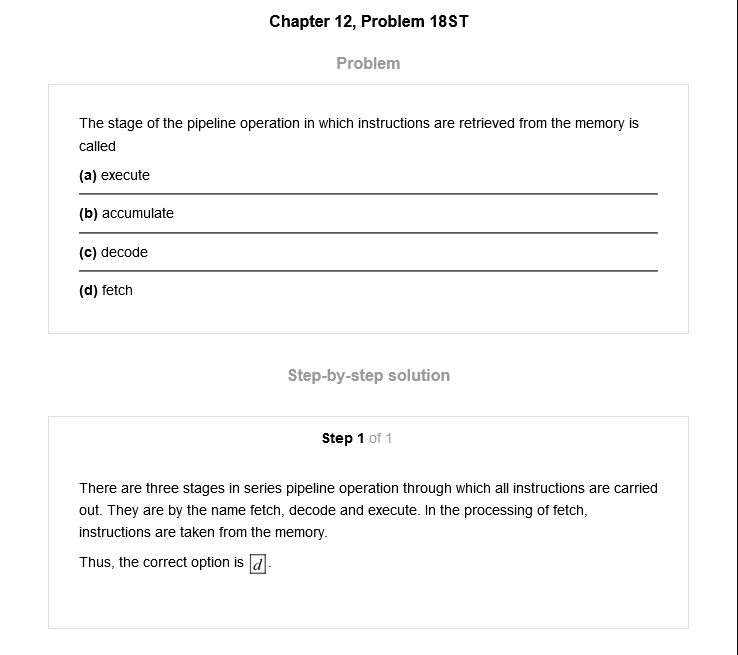 Chapter 12, Problem 18ST
Problem
The stage of the pipeline operation in which instructions are retrieved from the memory is
called
(a) execute
(b) accumulate
(c) decode
(d) fetch
Step-by-step solution
Step 1 of 1
There are three stages in series pipeline operation through which all instructions are carried
out. They are by the name fetch, decode and execute. In the processing of fetch,
instructions are taken from the memory.
Thus, the correct option is d.